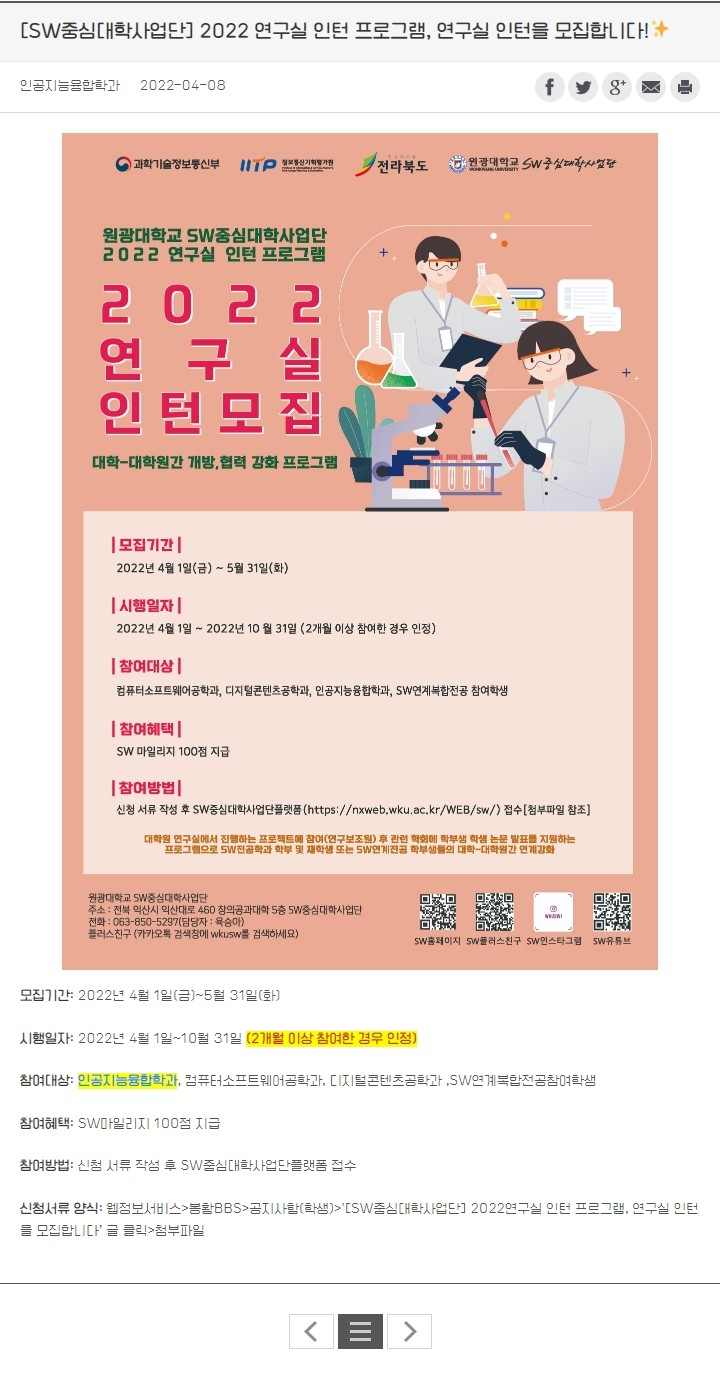 [SW중심대학사업단] 2022 연구실 인턴 프로그램, 연구실 인턴을 모집합니다!✨
인공지능융합학과 2022-04-08
과학기술정보통신부 IITP 정보통신기획평가원 전라북도 원광대학교 WONKWANG UNIVERSITY SW중심대학사업단
원광대학교 SW중심대학사업단
2022 연구실 인턴 프로그램
2022
연구실
인턴모집
대학-대학원간 개방,협력 강화 프로그램
|모집기간|
2022년 4월 1일(금) ~ 5월 31일(화)
|시행일자|
2022년 4월 1일 ~ 2022년 10 월 31일 (2개월 이상 참여한 경우 인정)
|참여대상|
컴퓨터소프트웨어공학과, 디지털콘텐츠공학과, 인공지능융합학과, SW연계복합전공 참여학생
|참여혜택|
SW 마일리지 100점 지급
|참여방법|
신청 서류 작성 후 SW중심대학사업단플랫폼(https://nxweb.wku.ac.kr/WEB/sw/) 접수[첨부파일 참조]
대학원 연구실에서 진행하는 프로젝트에 참여(연구보조원) 후 관련 학회에 학부생 학생 논문 발표를 지원하는
프로그램으로 SW전공학과 학부 및 재학생 또는 SW연계전공 학부생들의 대학-대학원간 연계강화
원광대학교 SW중심대학사업단
주소 : 전북 익산시 익산대로 460 창의공과대학 5층 SW중심대학사업단
전화 : 063-850-5297(담당자 : 육승아)
플러스친구 (카카오톡 검색창에 wkusw를 검색하세요)
WKUSW1
SW홈페이지 SW플러스친구 SW인스타그램 SW유튜브
모집기간: 2022년 4월 1일(금)~5월 31일(화)
시행일자: 2022년 4월 1일~10월 31일 (2개월 이상 참여한 경우 인정)
참여대상: 인공지능융합학과, 컴퓨터소프트웨어공학과, 디지털콘텐츠공학과 ,SW연계복합전공참여학생
참여혜택: SW마일리지 100점 지급
참여방법: 신청 서류 작성 후 SW중심대학사업단플랫폼 접수
신청서류 양식: 웹정보서비스>봉황BBS>공지사항(학생)>'[SW중심대학사업단] 2022연구실 인턴 프로그램, 연구실 인턴
을 모집합니다' 글 클릭>첨부파일